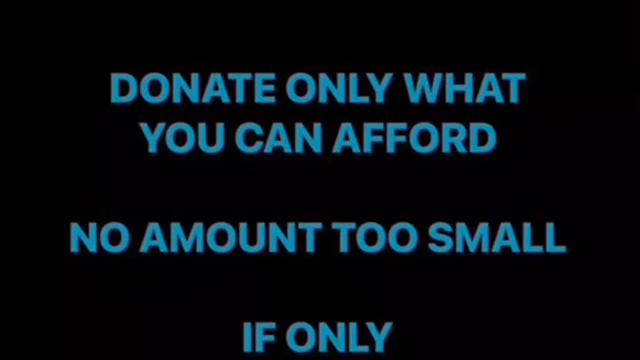 DONATE ONLY WHAT
YOU CAN AFFORD
NO AMOUNT TOO SMALL
IF ONLY